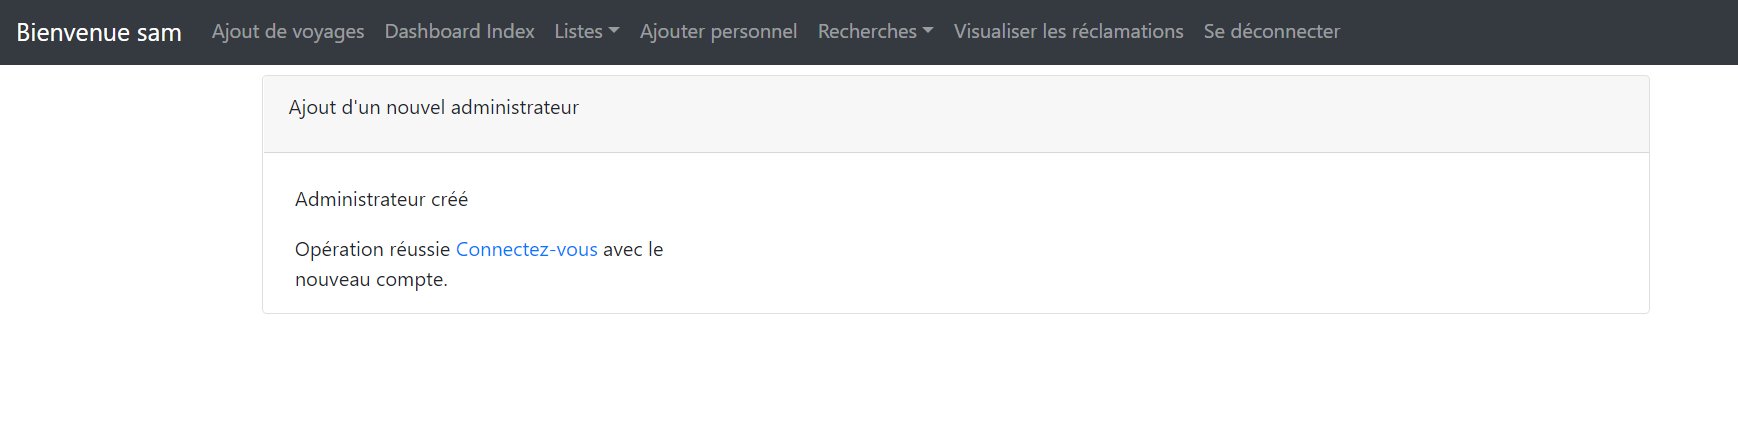 Bienvenue sam Ajout de voyages Dashboard Index Listes Ajouter personnel Recherches Visualiser les réclamations Se déconnecter
Ajout d'un nouvel administrateur
Administrateur créé
Opération réussie Connectez-vous avec le
nouveau compte.